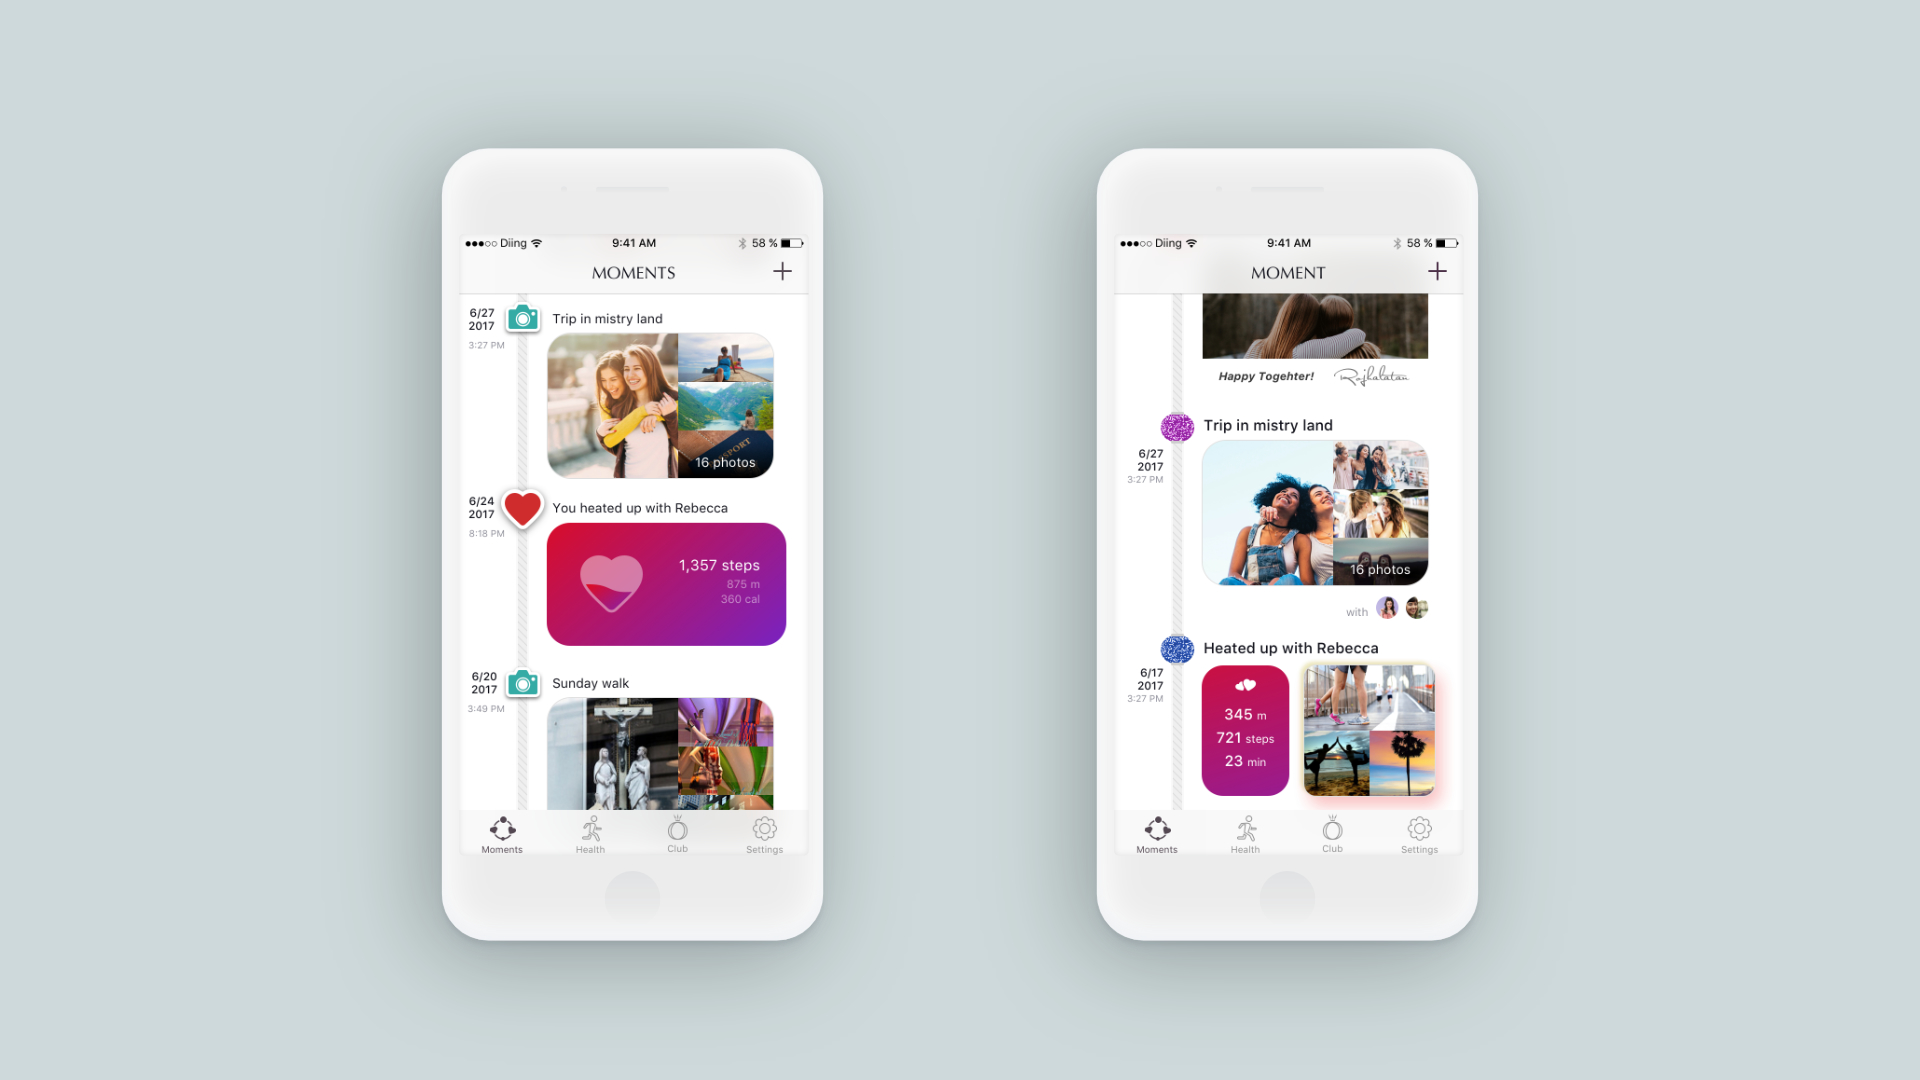 Diing 9:41 AM 58 %
MOMENTS
6/27
2017
3:27 PM
Trip in mistry land
16 photos
6/24
2017
8:18 PM
You heated up with Rebecca
1,357 steps
875 m
360 cal
6/20
2017
3:49 PM
Sunday walk
Moments Health Club Settings
Diing 9:41 AM 58 %
MOMENT
Happy Togehter!
Trip in mistry land
6/27
2017
3:27 PM
16 photos
with
Heated up with Rebecca
6/17
2017
3:27 PM
345 m
721 steps
23 min
Moments Health Club Settings